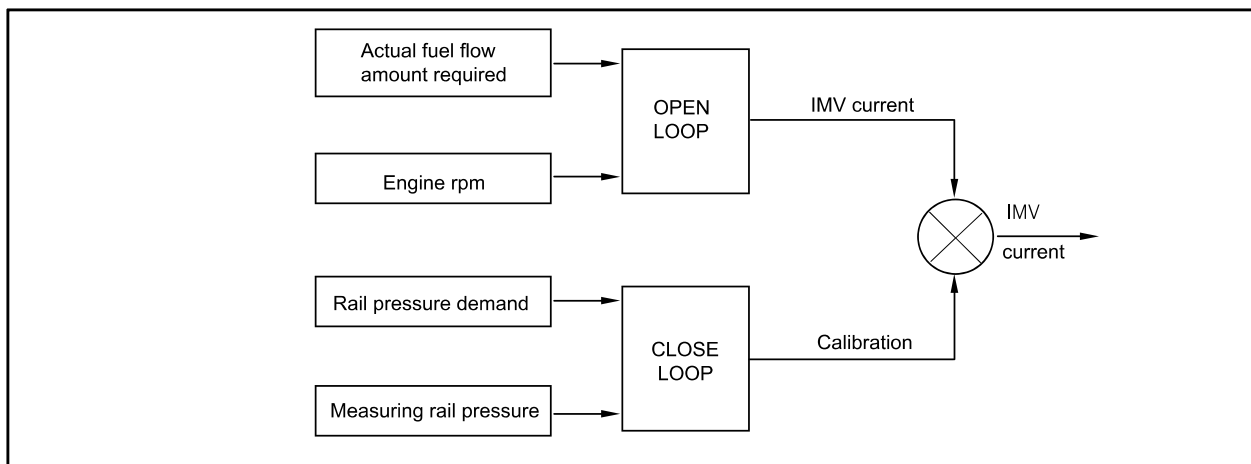 Actual fuel flow
amount required
Engine rpm
OPEN
LOOP
IMV current
IMV
current
Rail pressure demand
Measuring rail pressure
CLOSE
LOOP
Calibration